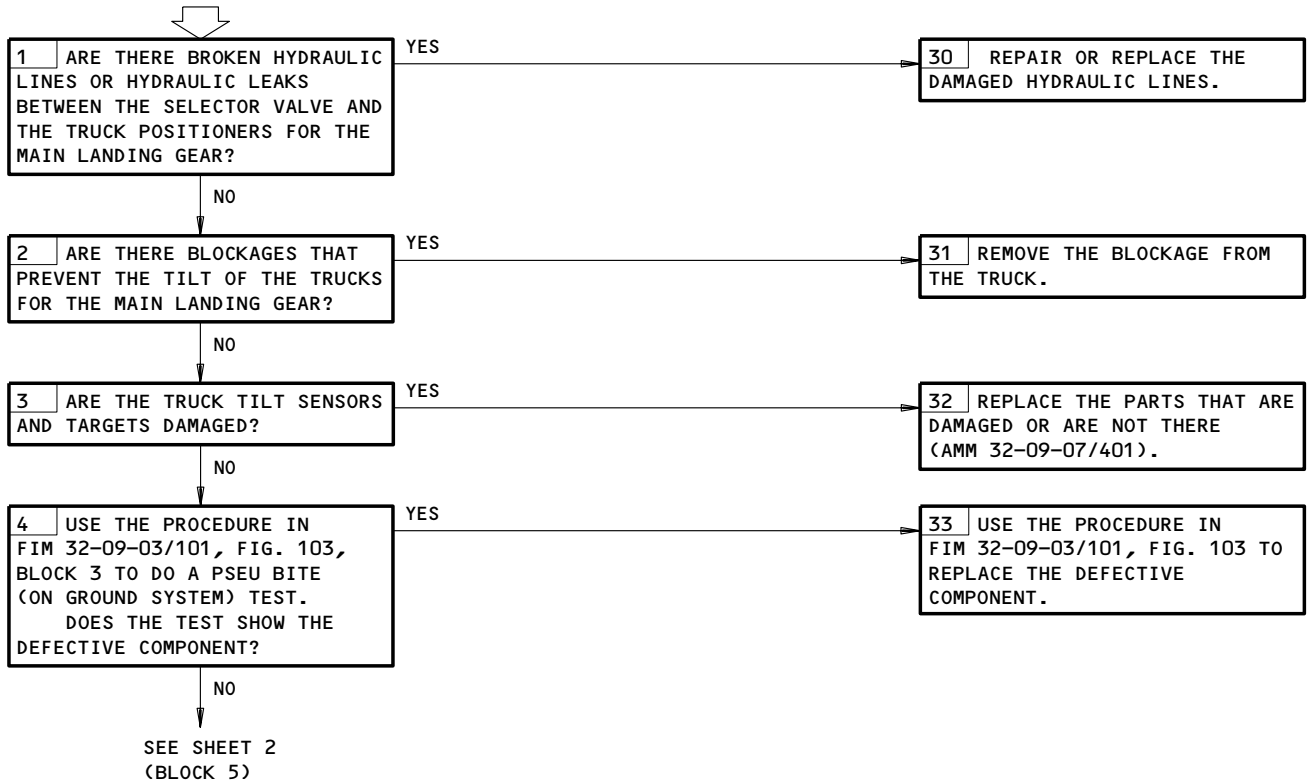 1 ARE THERE BROKEN HYDRAULIC
LINES OR HYDRAULIC LEAKS
BETWEEN THE SELECTOR VALVE AND
THE TRUCK POSITIONERS FOR THE
MAIN LANDING GEAR?
YES
30 REPAIR OR REPLACE THE
DAMAGED HYDRAULIC LINES.
NO
2 ARE THERE BLOCKAGES THAT
PREVENT THE TILT OF THE TRUCKS
FOR THE MAIN LANDING GEAR?
YES
31 REMOVE THE BLOCKAGE FROM
THE TRUCK.
NO
3 ARE THE TRUCK TILT SENSORS
AND TARGETS DAMAGED?
YES
32 REPLACE THE PARTS THAT ARE
DAMAGED OR ARE NOT THERE
(AMM 32-09-07/401).
NO
4 USE THE PROCEDURE IN
FIM 32-09-03/101, FIG. 103,
BLOCK 3 TO DO A PSEU BITE
(ON GROUND SYSTEM) TEST.
DOES THE TEST SHOW THE
DEFECTIVE COMPONENT?
YES
33 USE THE PROCEDURE IN
FIM 32-09-03/101, FIG. 103 TO
REPLACE THE DEFECTIVE
COMPONENT.
NO
SEE SHEET 2
(BLOCK 5)